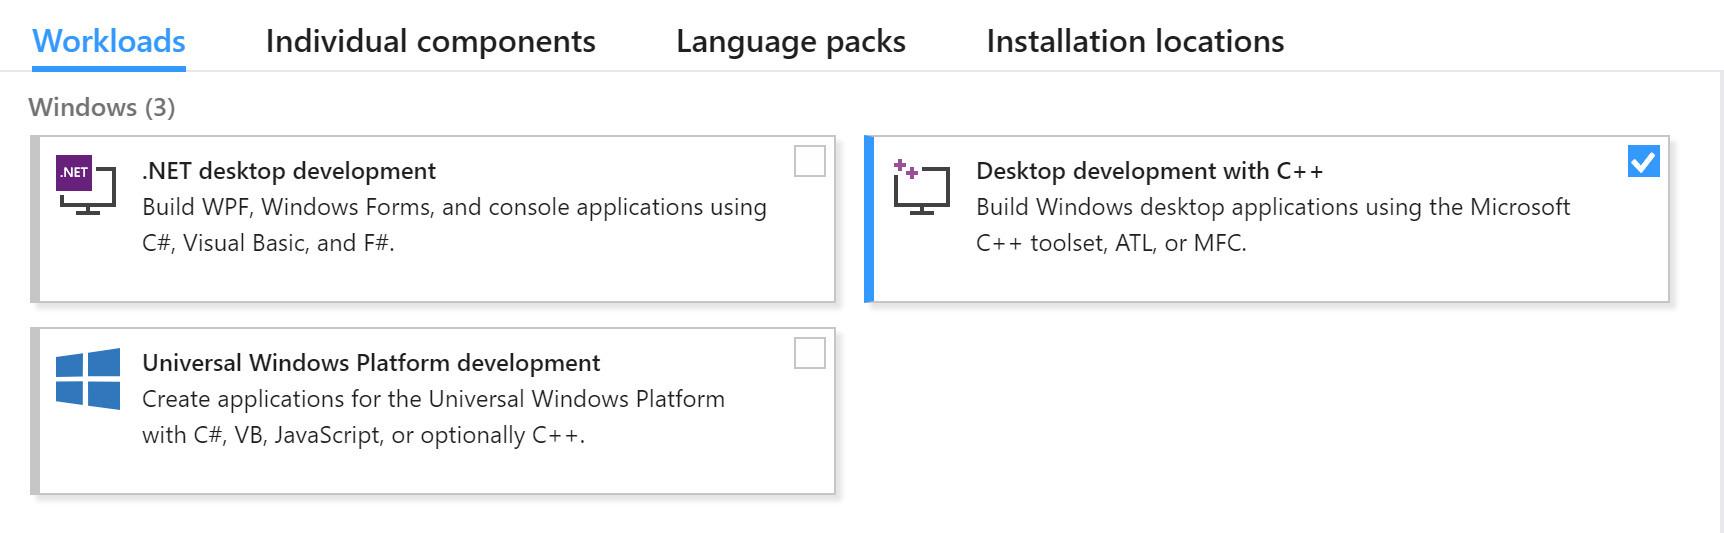 Workloads Individual components Language packs Installation locations
Windows (3)
.NET
.NET desktop development
Build WPF, Windows Forms, and console applications using
C#, Visual Basic, and F#.
Desktop development with C++
Build Windows desktop applications using the Microsoft
C++ toolset, ATL, or MFC.
Universal Windows Platform development
Create applications for the Universal Windows Platform
with C#, VB, JavaScript, or optionally C++.